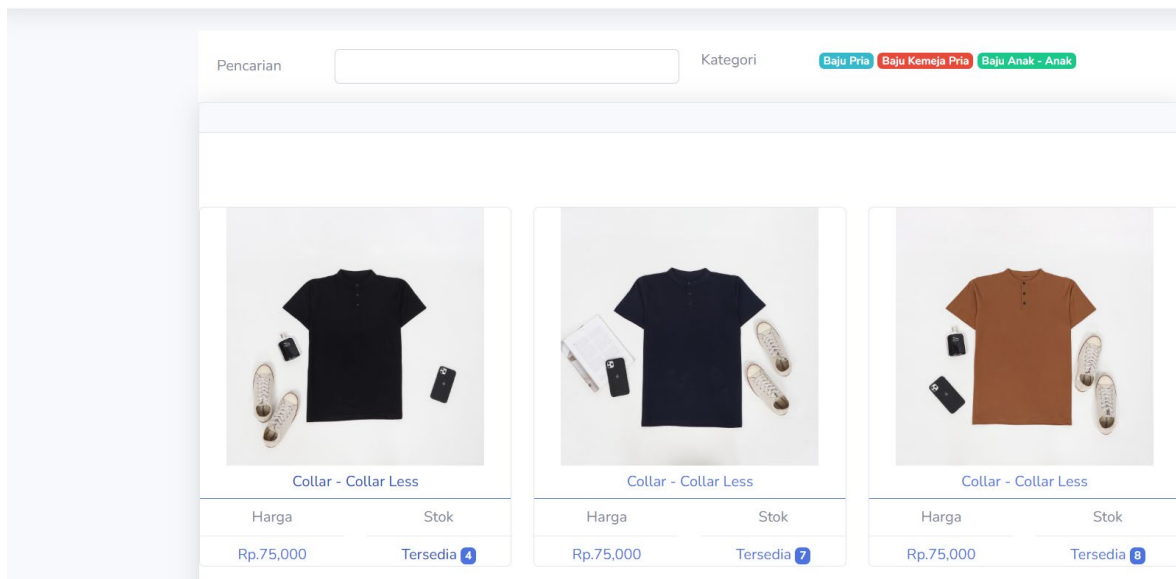 Pencarian
Kategori
Baju Pria Baju Kemeja Pria Baju Anak - Anak
Collar - Collar Less
Collar - Collar Less
Collar - Collar Less
Harga Stok
Harga Stok
Harga Stok
Rp.75,000 Tersedia 4
Rp.75,000 Tersedia 7
Rp.75,000 Tersedia 8